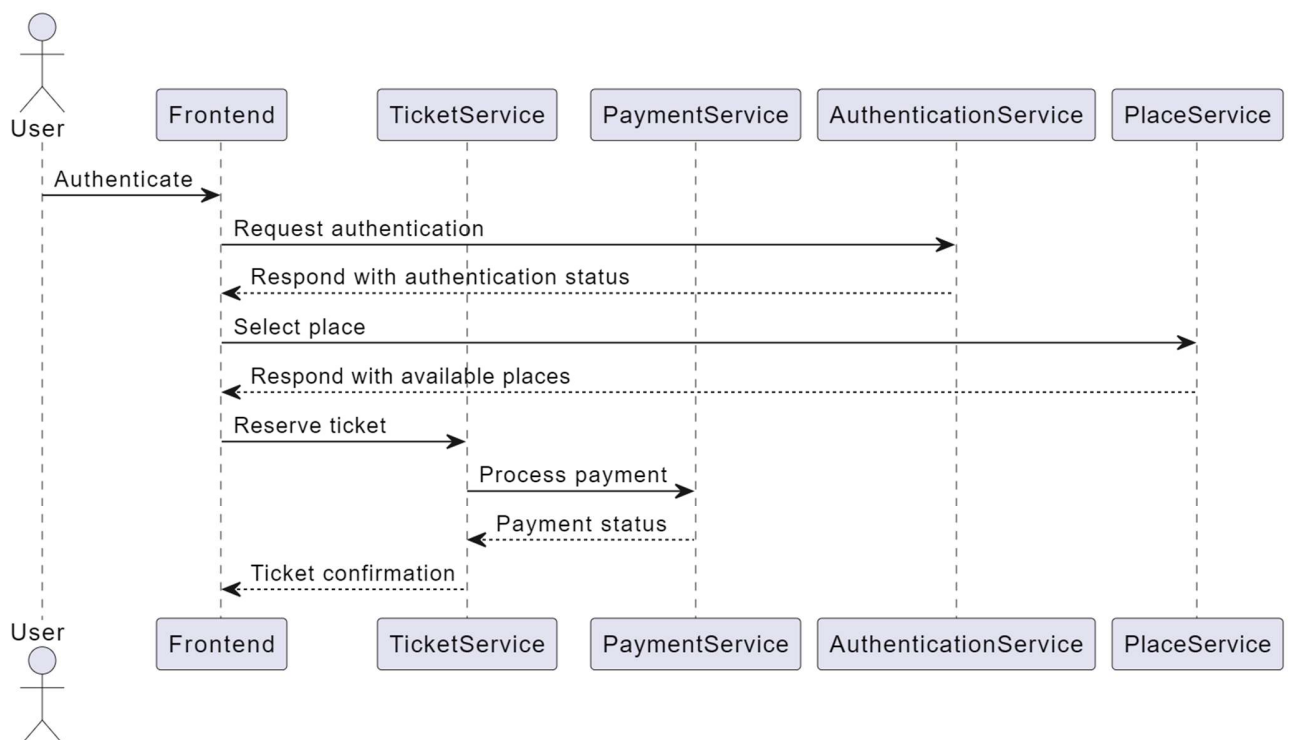 Frontend
TicketService
PaymentService
AuthenticationService
PlaceService
User
Authenticate
Request authentication
Respond with authentication status
Select place
Respond with available places
Reserve ticket
Process payment
Payment status
Ticket confirmation
User
Frontend
TicketService
PaymentService
AuthenticationService
PlaceService